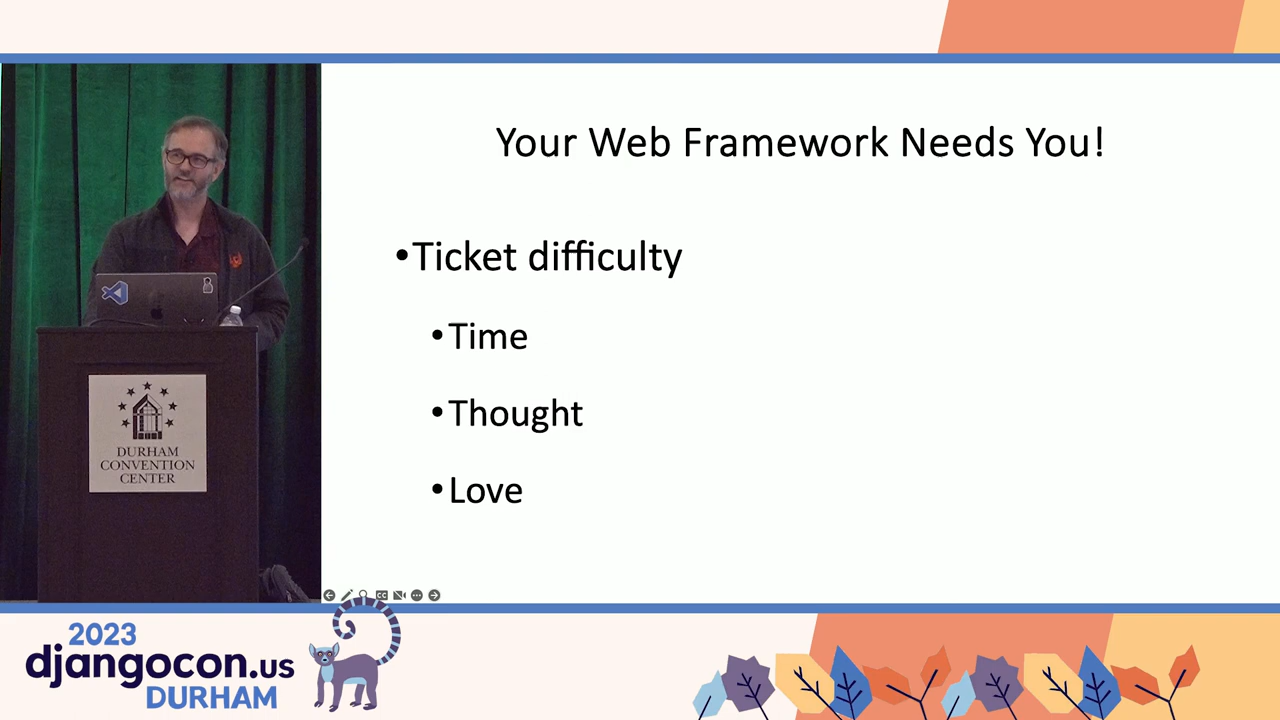 Your Web Framework Needs You!
•Ticket difficulty
•Time
•Thought
•Love
DURHAM
CONVENTION
CENTER
2023
djangocon.us
DURHAM